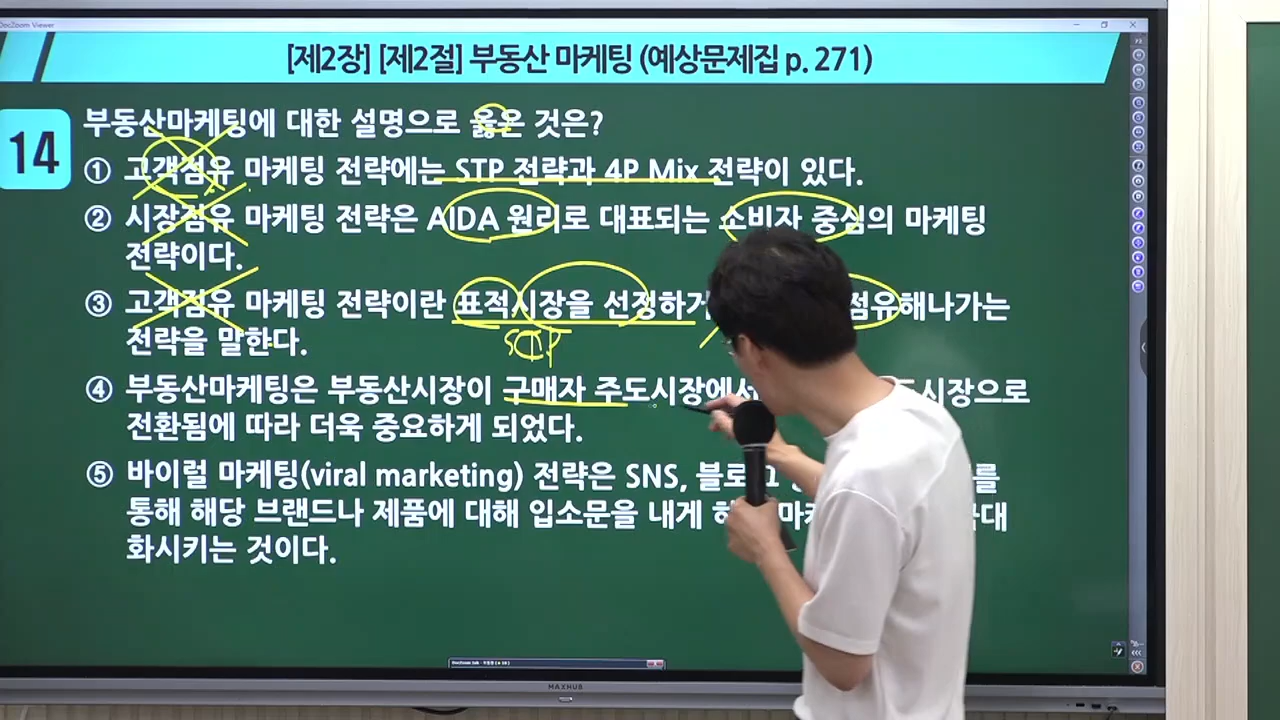 DocZoom Viewer
[제2장] [제2절] 부동산 마케팅 (예상문제집 p. 271)
14
부동산마케팅에 대한 설명으로 옳은 것은?
① 고객점유 마케팅 전략에는 STP 전략과 4P Mix 전략이 있다.
② 시장점유 마케팅 전략은 AIDA 원리로 대표되는 소비자 중심의 마케팅
전략이다.
③ 고객점유 마케팅 전략이란 표적시장을 선정하거 점유해나가는
전략을 말한다.
STP
④ 부동산마케팅은 부동산시장이 구매자 주도시장에서 도시장으로
전환됨에 따라 더욱 중요하게 되었다.
⑤ 바이럴 마케팅(viral marketing) 전략은 SNS, 블로그 를
통해 해당 브랜드나 제품에 대해 입소문을 내게 하 마케 극대
화시키는 것이다.
MAXHUB